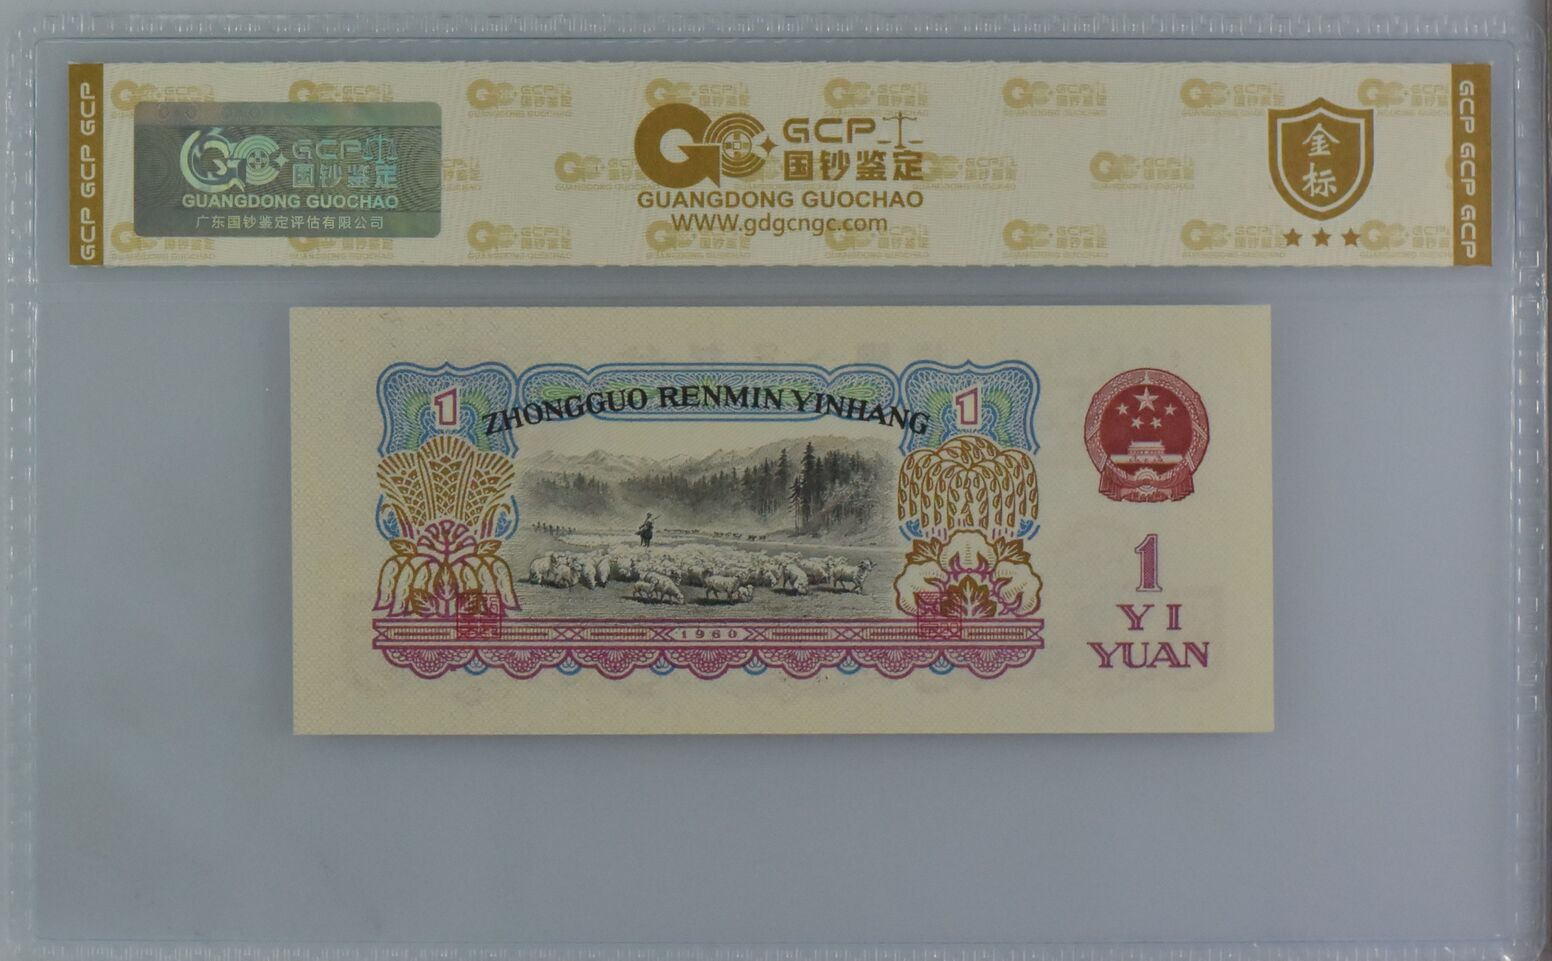 GCP GCP GCP
GCP
国钞鉴定
GUANGDONG GUOCHAO
广东国钞鉴定评估有限公司
GCP
国钞鉴定
GUANGDONG GUOCHAO
WWW.gdgcngc.com
金标
GCP GCP GCP
1
ZHONGGUO RENMIN YINHANG
1
1960
1
YI
YUAN